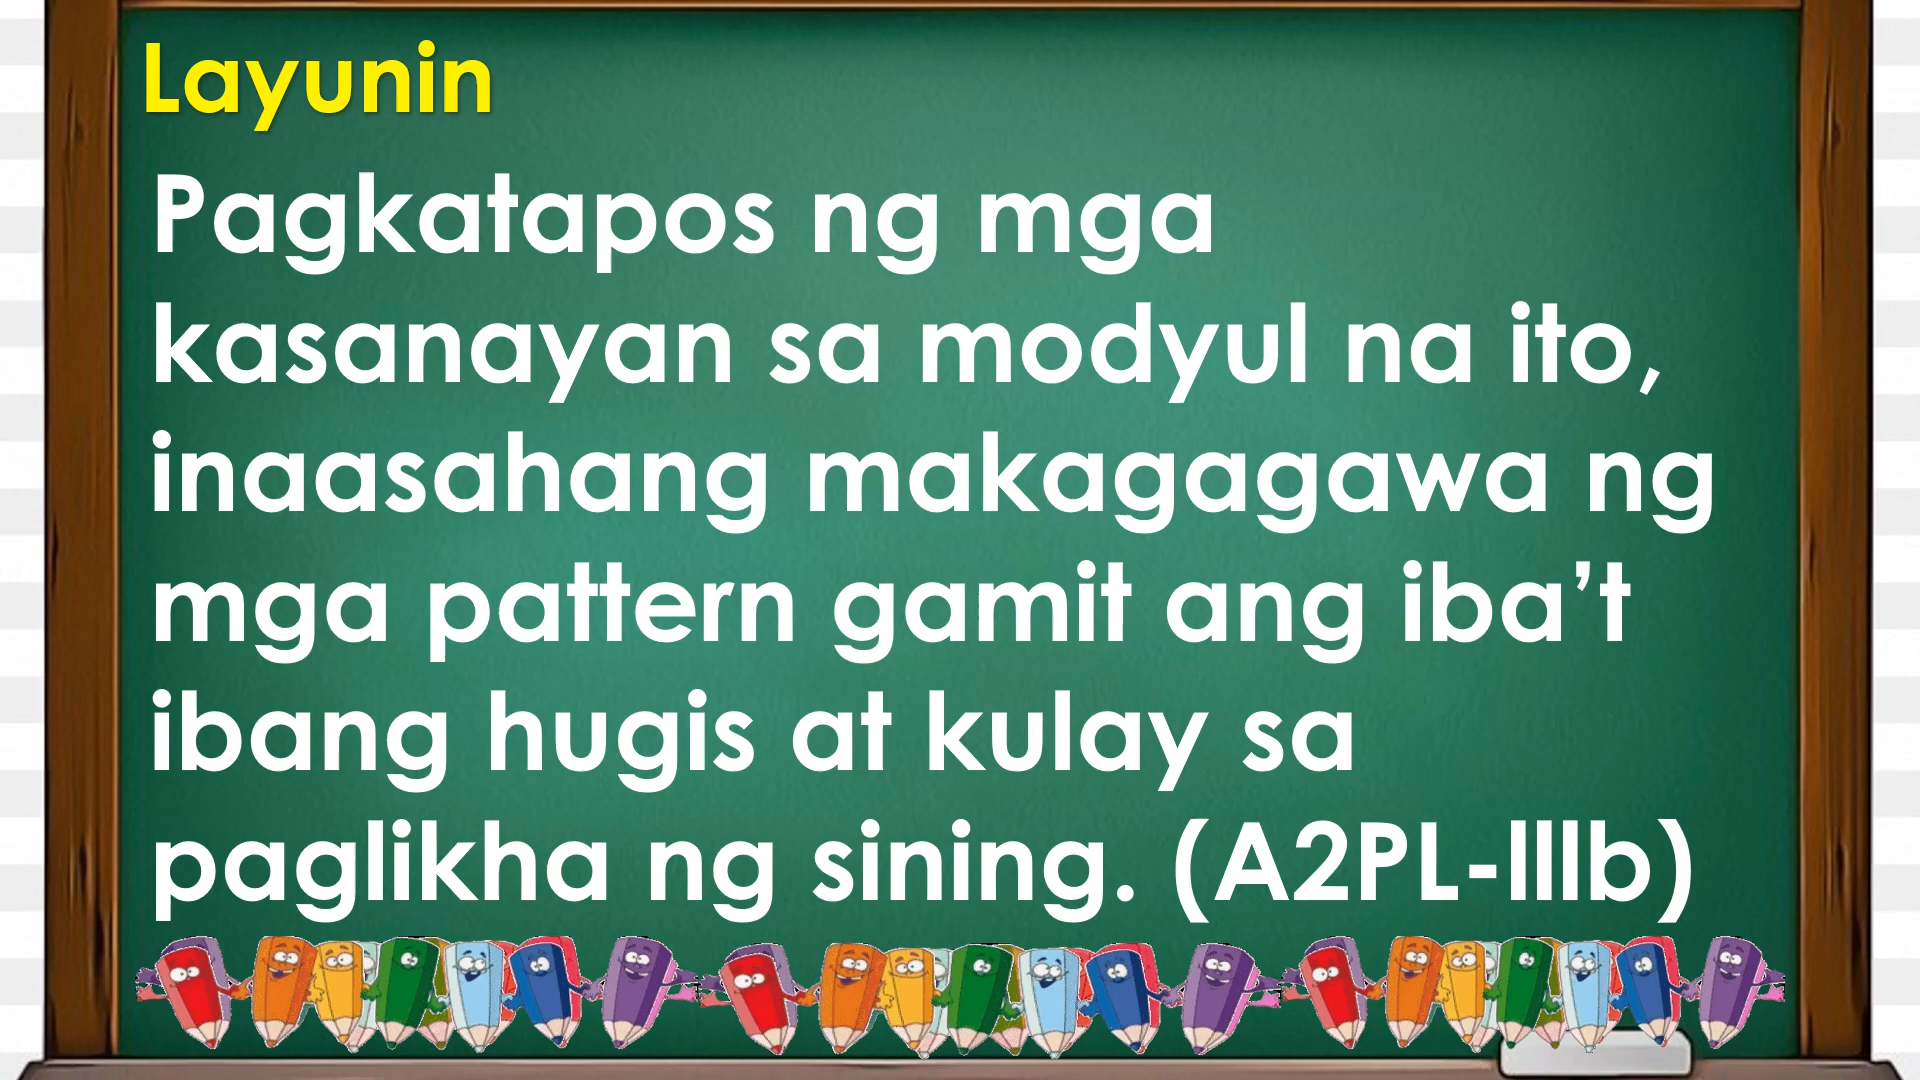 Layunin
Pagkatapos ng mga
kasanayan sa modyul na ito,
inaasahang makagagawa ng
mga pattern gamit ang iba’t
ibang hugis at kulay sa
paglikha ng sining. (A2PL-lllb)